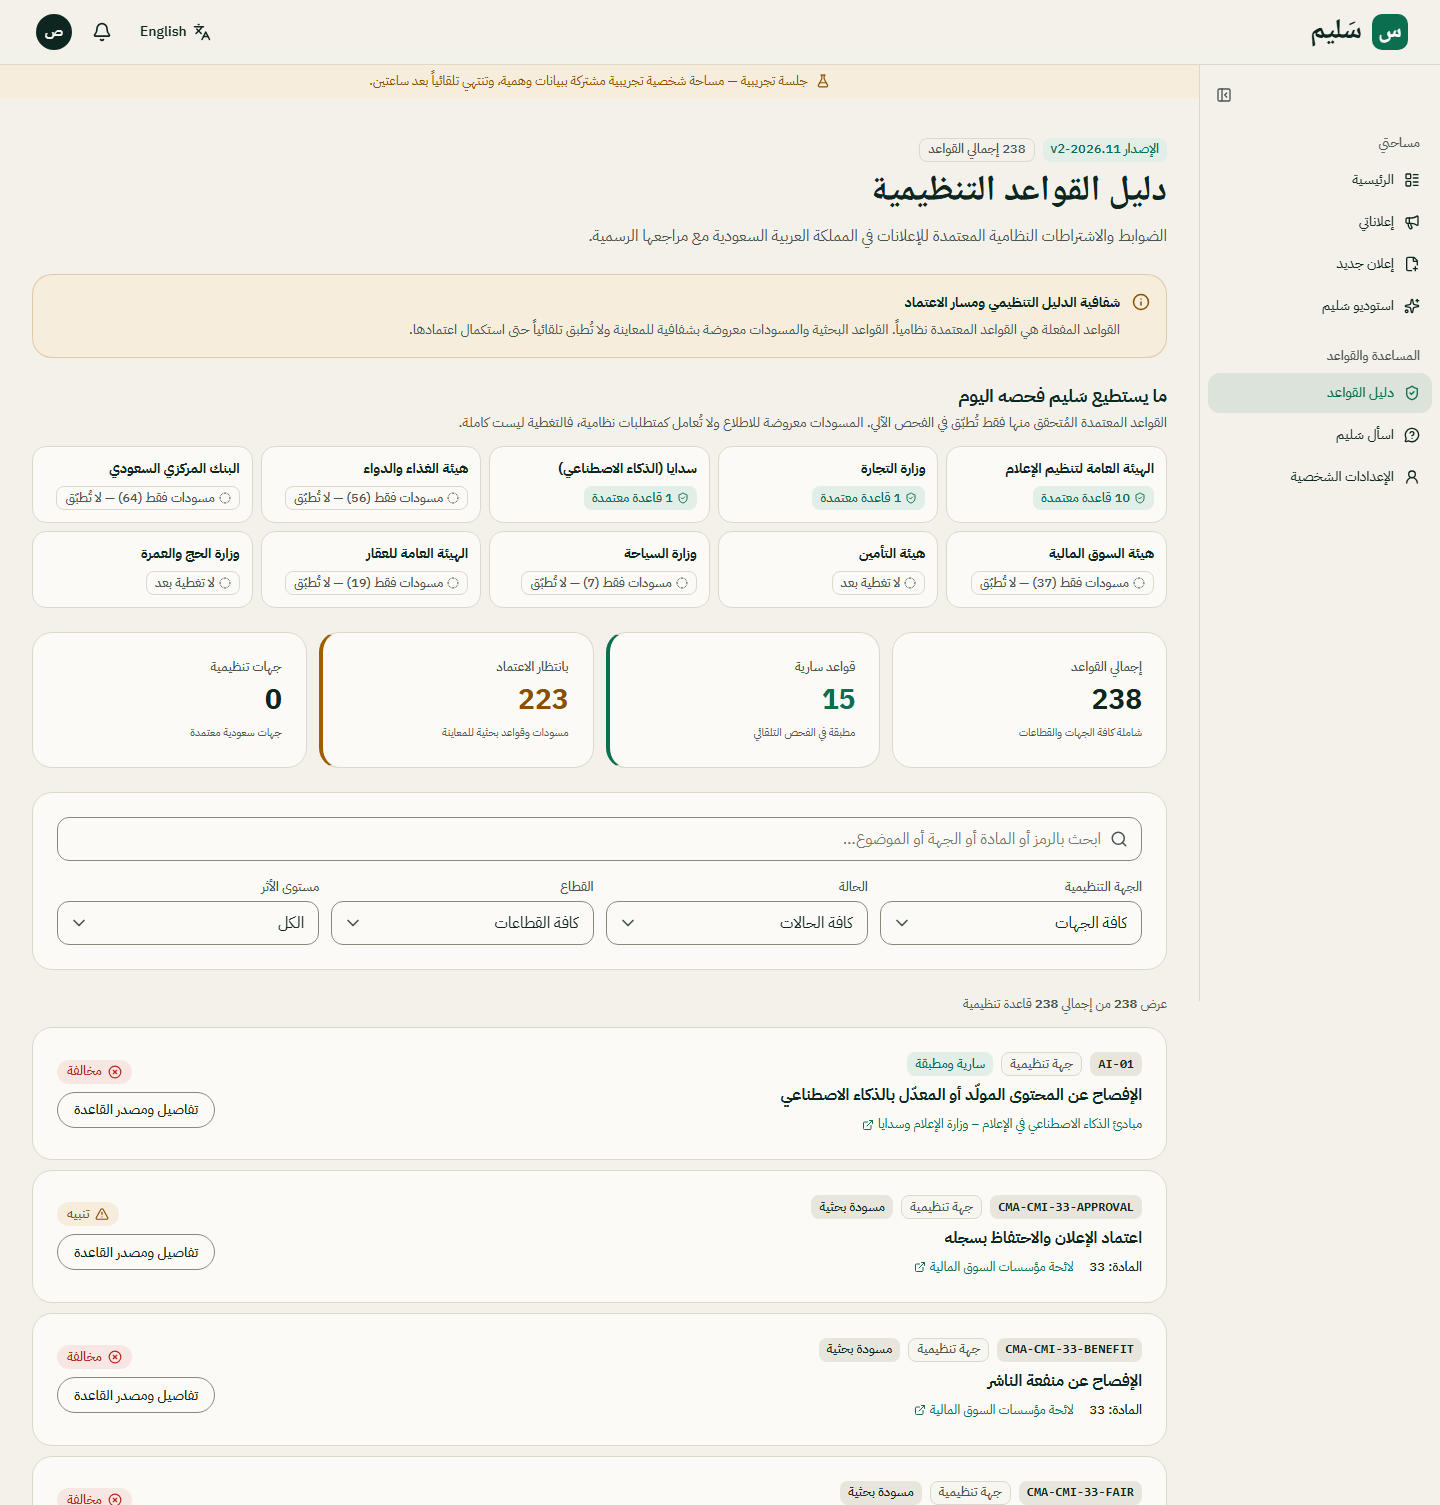 س سَليم
English
ص
جلسة تجريبية — مساحة شخصية تجريبية مشتركة ببيانات وهمية، وتنتهي تلقائياً بعد ساعتين.
مساحتي
الرئيسية
إعلاناتي
إعلان جديد
استوديو سَليم
المساعدة والقواعد
دليل القواعد
اسأل سَليم
الإعدادات الشخصية
الإصدار v2-2026.11
238 إجمالي القواعد
دليل القواعد التنظيمية
الضوابط والاشتراطات النظامية المعتمدة للإعلانات في المملكة العربية السعودية مع مراجعها الرسمية.
شفافية الدليل التنظيمي ومسار الاعتماد
القواعد المفعلة هي القواعد المعتمدة نظامياً. القواعد البحثية والمسودات معروضة بشفافية للمعاينة ولا تُطبق تلقائياً حتى استكمال اعتمادها.
ما يستطيع سَليم فحصه اليوم
القواعد المعتمدة المُتحقق منها فقط تُطبّق في الفحص الآلي. المسودات معروضة للاطلاع ولا تُعامل كمتطلبات نظامية، فالتغطية ليست كاملة.
الهيئة العامة لتنظيم الإعلام
10 قاعدة معتمدة
وزارة التجارة
1 قاعدة معتمدة
سدايا (الذكاء الاصطناعي)
1 قاعدة معتمدة
هيئة الغذاء والدواء
مسودات فقط (56) — لا تُطبّق
البنك المركزي السعودي
مسودات فقط (64) — لا تُطبّق
هيئة السوق المالية
مسودات فقط (37) — لا تُطبّق
هيئة التأمين
لا تغطية بعد
وزارة السياحة
مسودات فقط (7) — لا تُطبّق
الهيئة العامة للعقار
مسودات فقط (19) — لا تُطبّق
وزارة الحج والعمرة
لا تغطية بعد
إجمالي القواعد
238
شاملة كافة الجهات والقطاعات
قواعد سارية
15
مطبقة في الفحص التلقائي
بانتظار الاعتماد
223
مسودات وقواعد بحثية للمعاينة
جهات تنظيمية
0
جهات سعودية معتمدة
ابحث بالرمز أو المادة أو الجهة أو الموضوع...
الجهة التنظيمية
كافة الجهات
الحالة
كافة الحالات
القطاع
كافة القطاعات
مستوى الأثر
الكل
عرض 238 من إجمالي 238 قاعدة تنظيمية
AI-01 جهة تنظيمية سارية ومطبقة
مخالفة
الإفصاح عن المحتوى المولّد أو المعدّل بالذكاء الاصطناعي
تفاصيل ومصدر القاعدة
مبادئ الذكاء الاصطناعي في الإعلام – وزارة الإعلام وسدايا
CMA-CMI-33-APPROVAL جهة تنظيمية مسودة بحثية
تنبيه
اعتماد الإعلان والاحتفاظ بسجله
تفاصيل ومصدر القاعدة
المادة: 33 لائحة مؤسسات السوق المالية
CMA-CMI-33-BENEFIT جهة تنظيمية مسودة بحثية
مخالفة
الإفصاح عن منفعة الناشر
تفاصيل ومصدر القاعدة
المادة: 33 لائحة مؤسسات السوق المالية
CMA-CMI-33-FAIR جهة تنظيمية مسودة بحثية
مخالفة